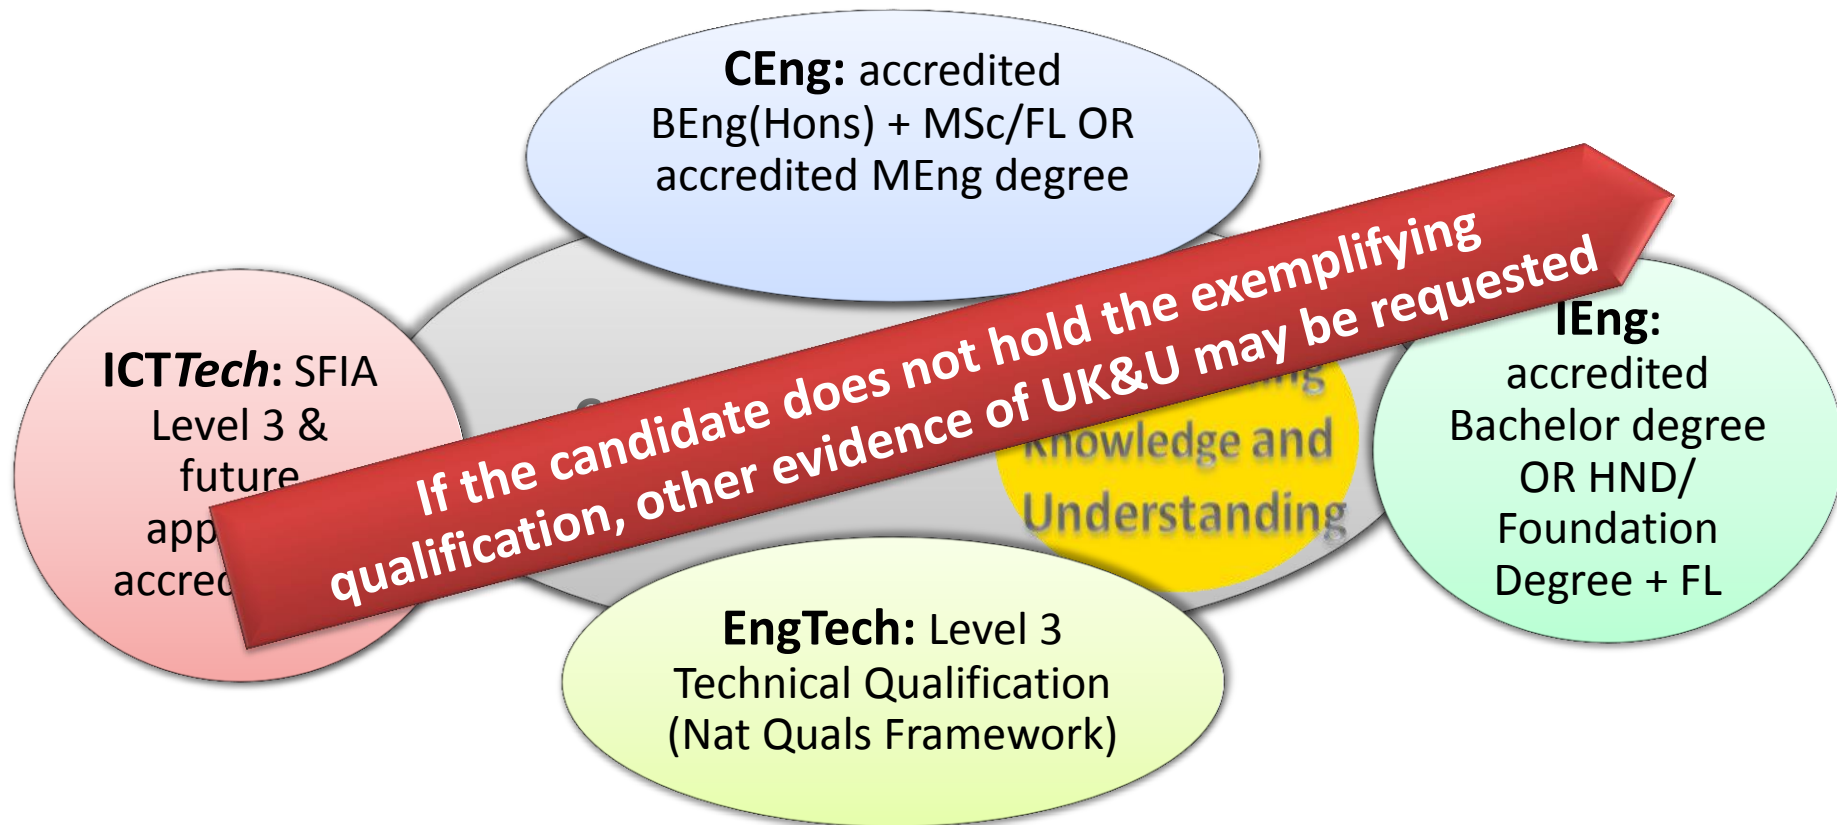 CEng: accredited
BEng(Hons) + MSc/FL OR
accredited MEng degree
If the candidate does not hold the exemplifying
qualification, other evidence of UK&U may be requested
ICTTech: SFIA
Level 3 &
future
Knowledge and
Understanding
IEng:
accredited
Bachelor degree
OR HND/
Foundation
Degree + FL
EngTech: Level 3
Technical Qualification
(Nat Quals Framework)